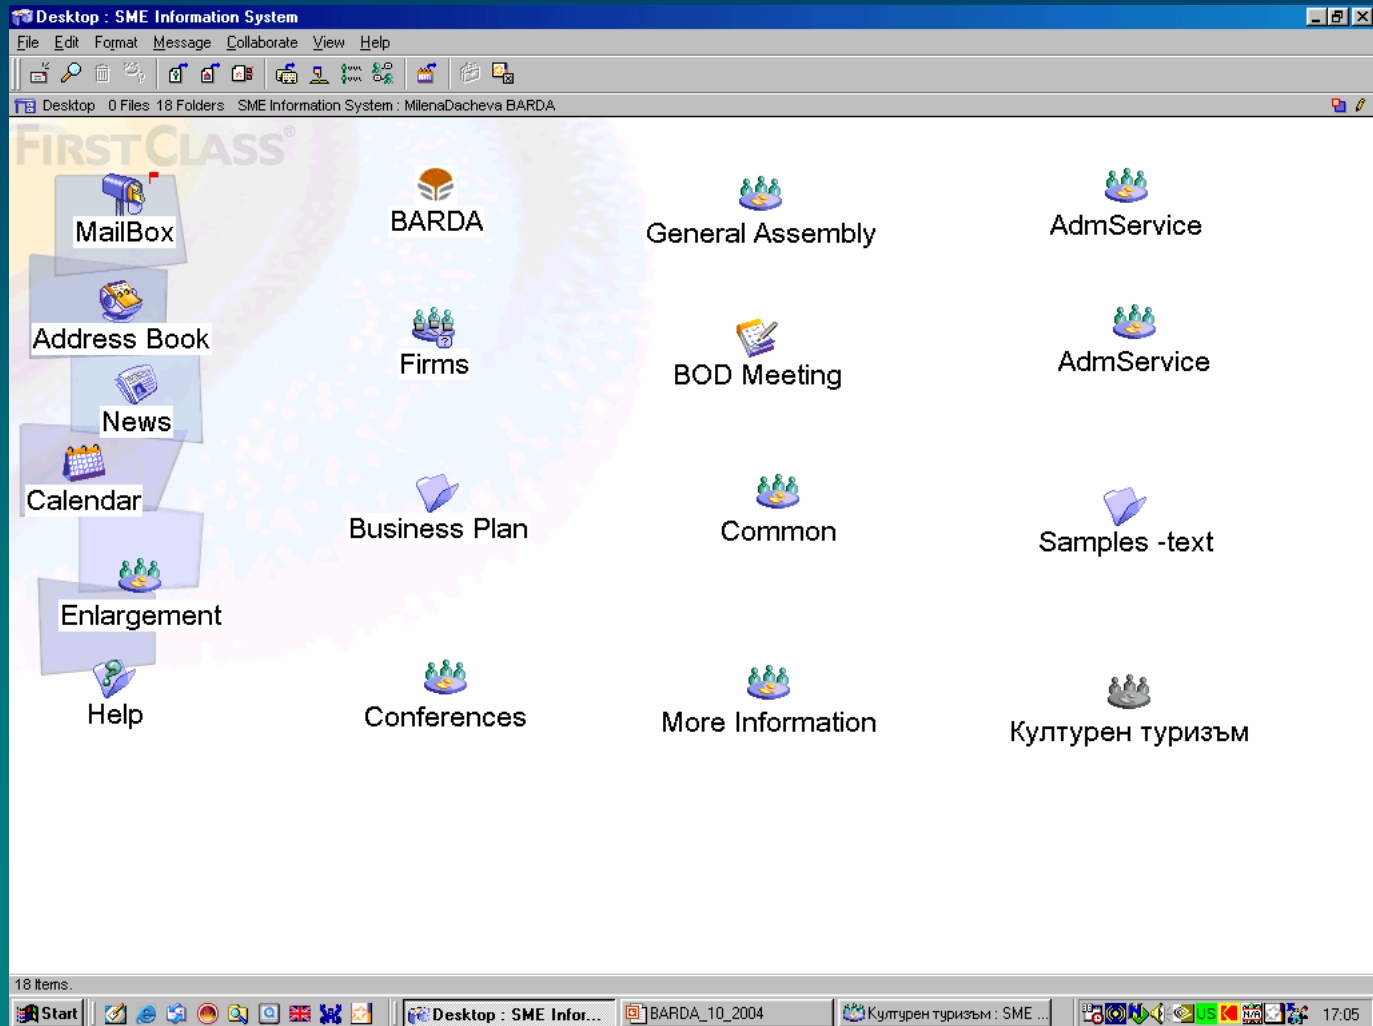 Desktop : SME Information System
File Edit Format Message Collaborate View Help
Desktop 0 Files 18 Folders SME Information System : MilenaDacheva BARDA
FIRSTCLASS®
MailBox
BARDA
General Assembly
AdmService
Address Book
Firms
BOD Meeting
AdmService
News
Calendar
Business Plan
Common
Samples -text
Enlargement
Help
Conferences
More Information
Културен туризъм
18 Items.
Start
Desktop : SME Infor...
BARDA_10_2004
Културен туризъм : SME ...
US
N/A
17:05